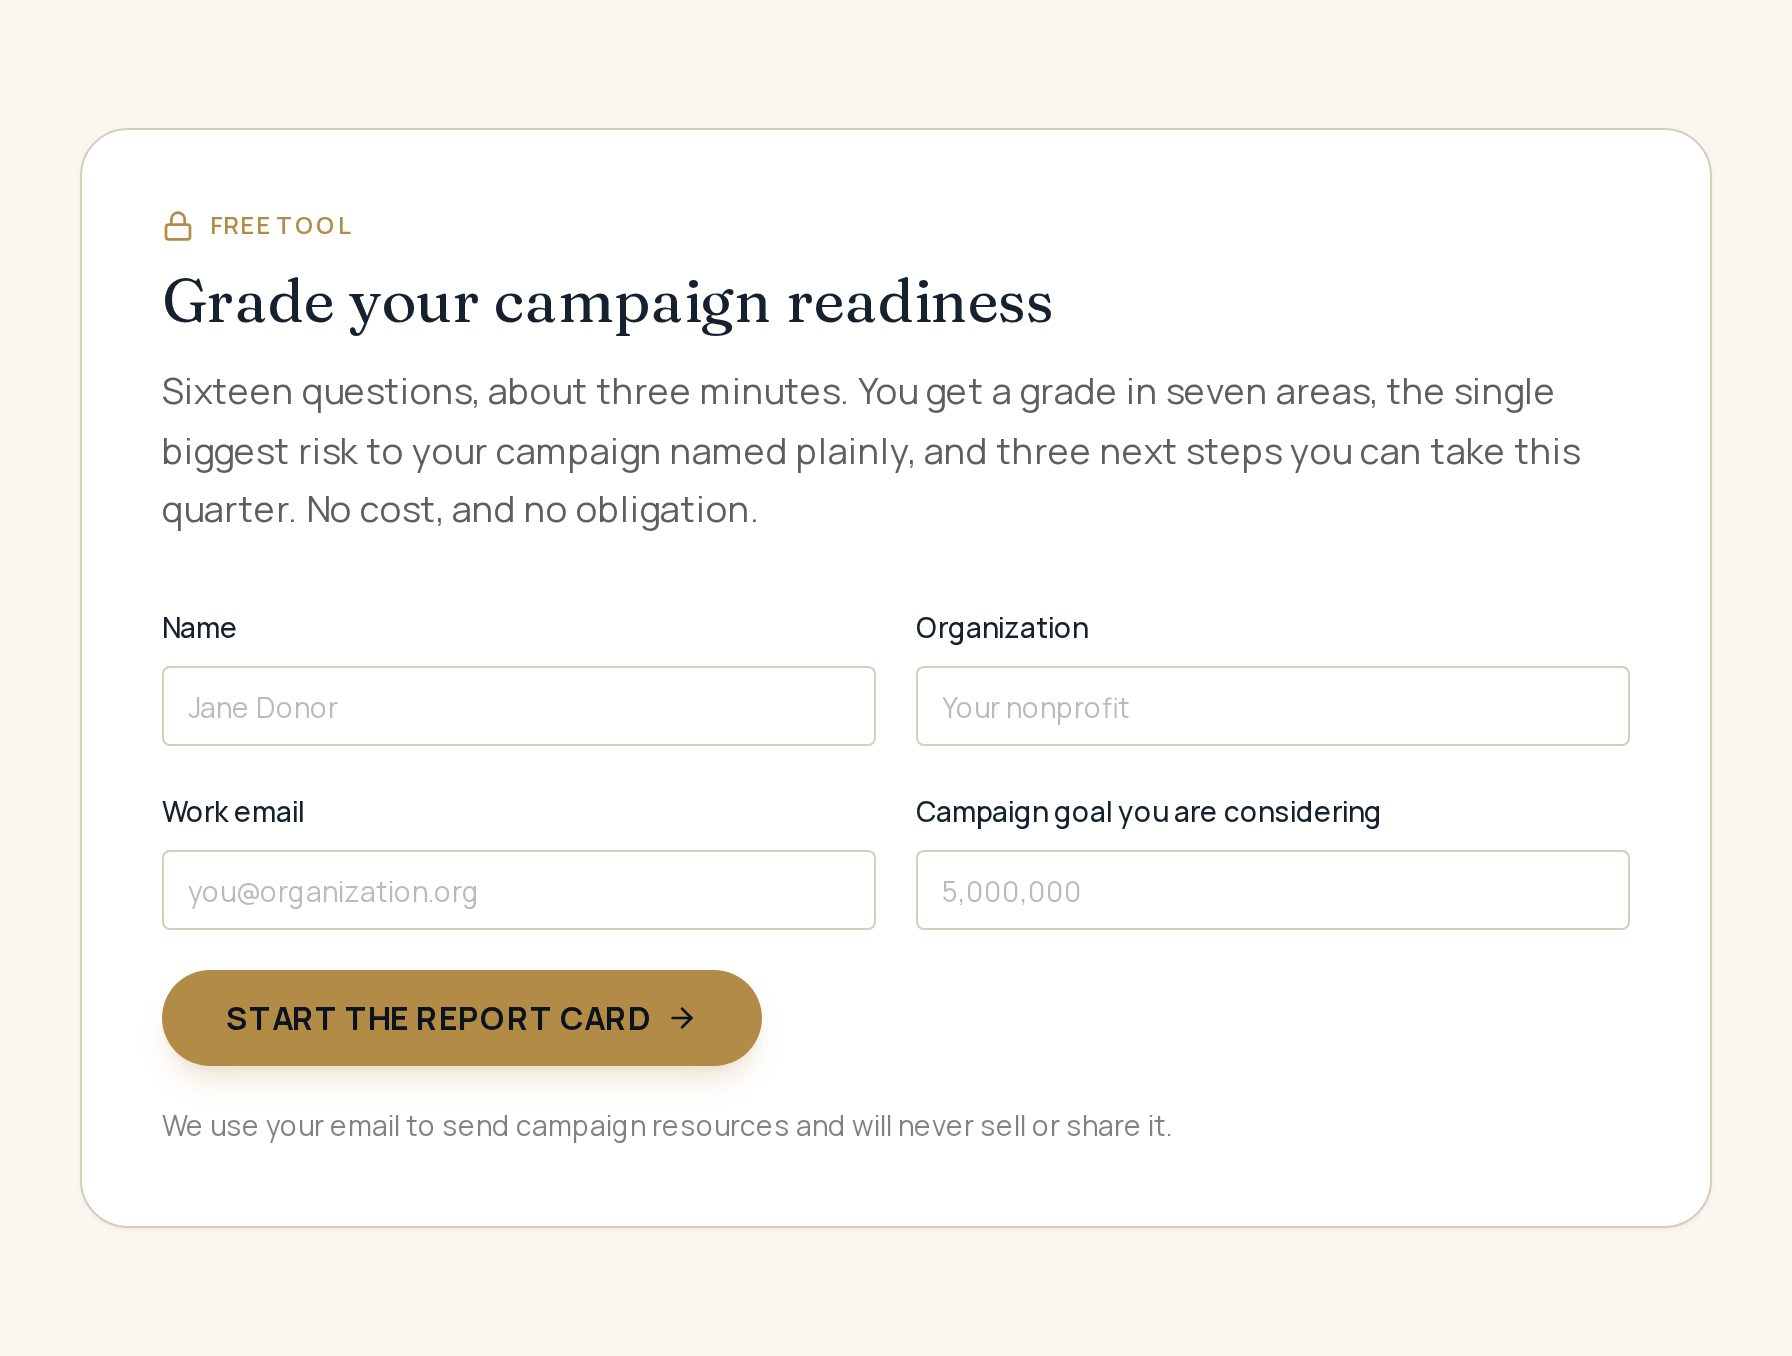 FREE TOOL
Grade your campaign readiness
Sixteen questions, about three minutes. You get a grade in seven areas, the single
biggest risk to your campaign named plainly, and three next steps you can take this
quarter. No cost, and no obligation.
Name
Organization
Jane Donor
Your nonprofit
Work email
Campaign goal you are considering
you@organization.org
5,000,000
START THE REPORT CARD →
We use your email to send campaign resources and will never sell or share it.